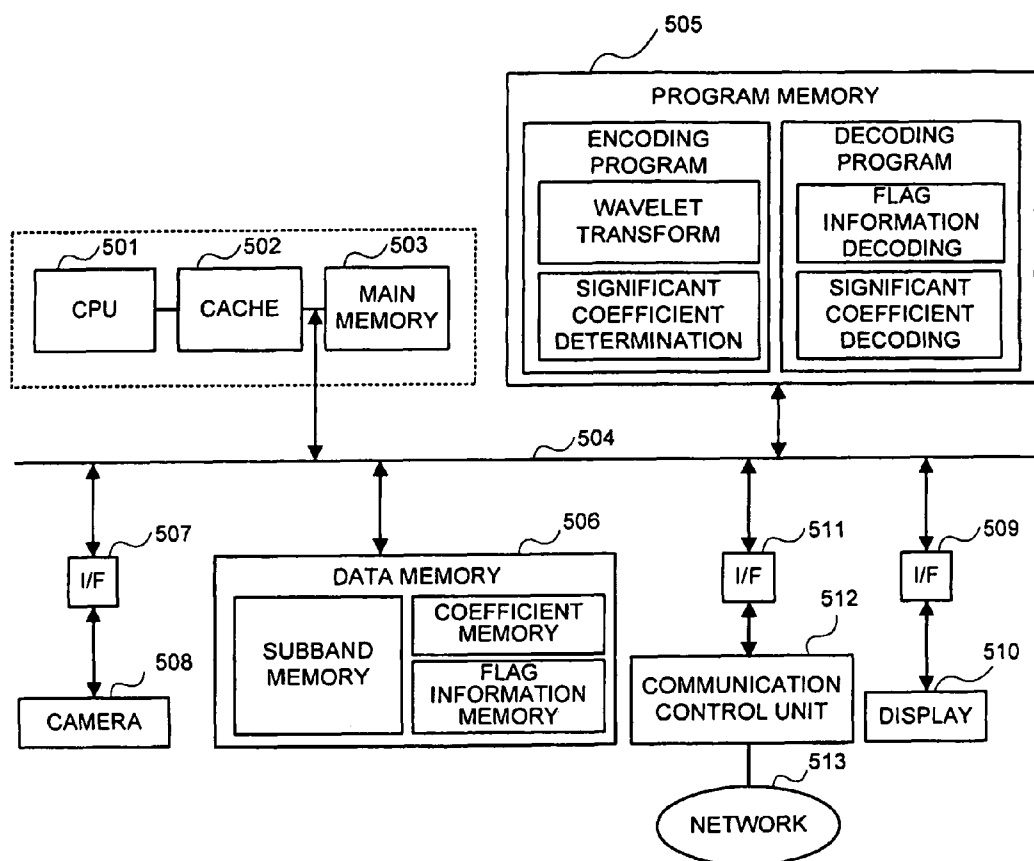 505
PROGRAM MEMORY
ENCODING
PROGRAM
WAVELET
TRANSFORM
SIGNIFICANT
COEFFICIENT
DETERMINATION
DECODING
PROGRAM
FLAG
INFORMATION
DECODING
SIGNIFICANT
COEFFICIENT
DECODING
501
502
503
CPU
CACHE
MAIN
MEMORY
504
507
I/F
508
CAMERA
506
DATA MEMORY
SUBBAND
MEMORY
COEFFICIENT
MEMORY
FLAG
INFORMATION
MEMORY
511
I/F
512
COMMUNICATION
CONTROL UNIT
513
NETWORK
509
I/F
510
DISPLAY